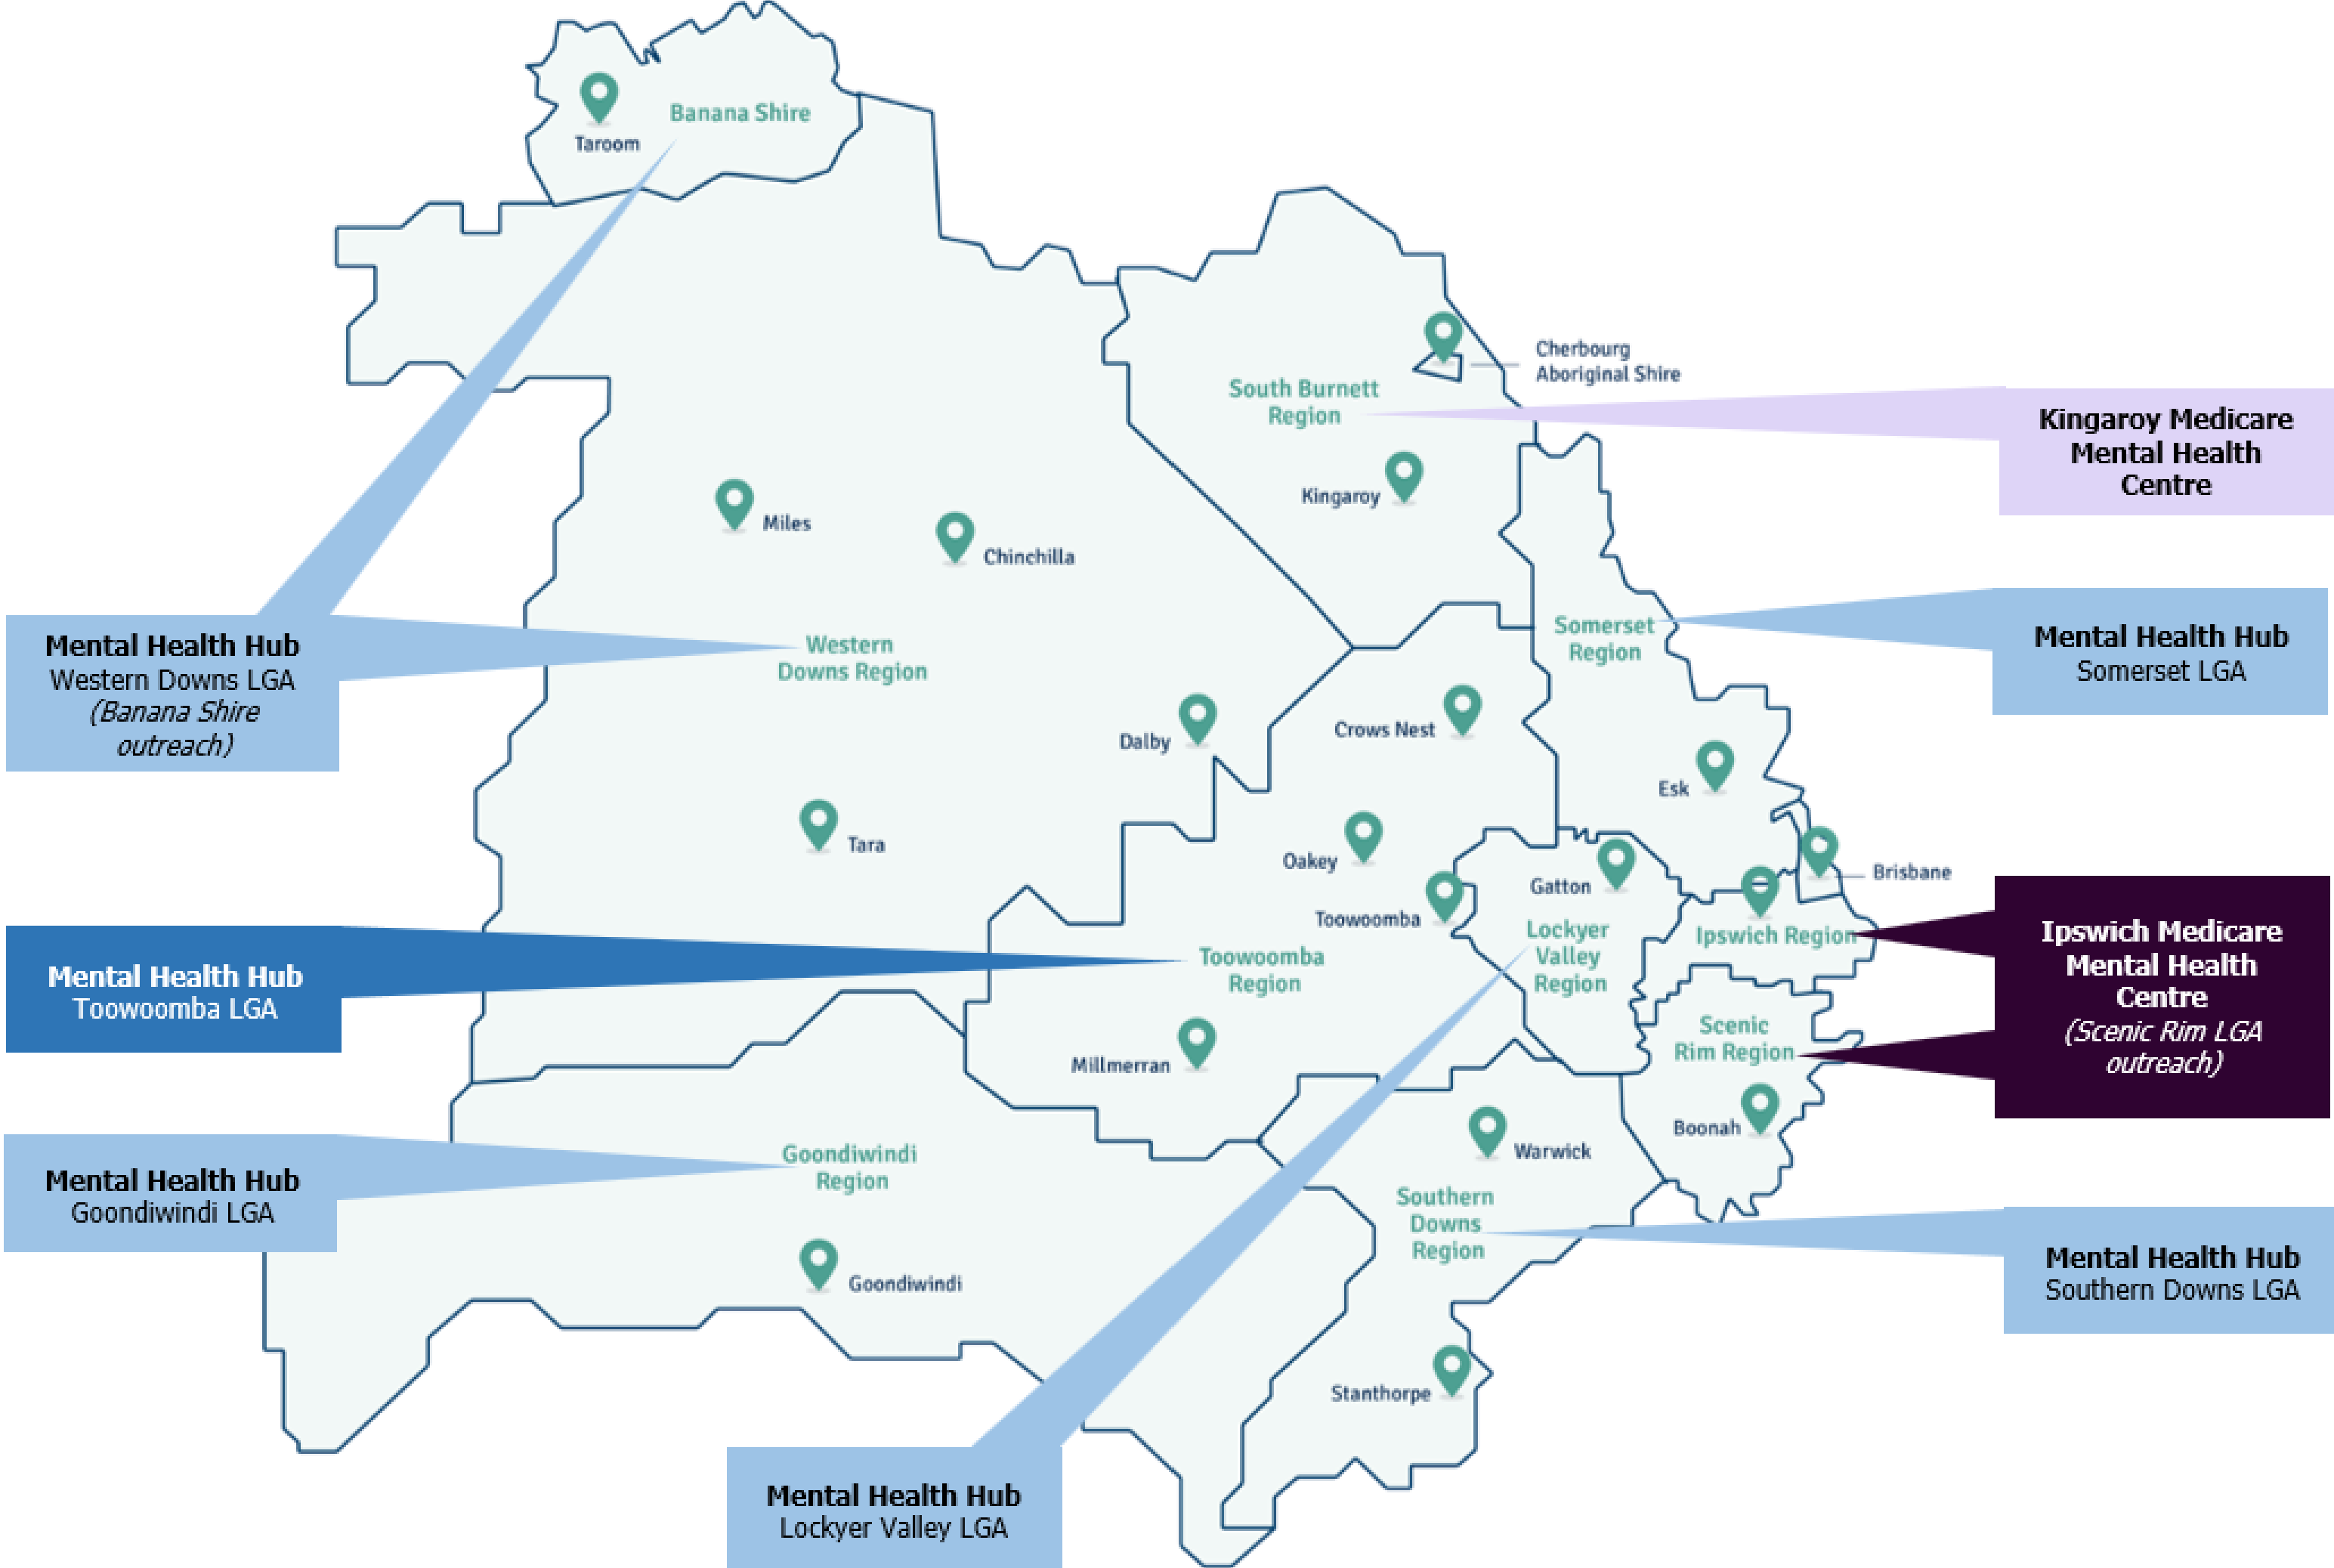 Banana Shire
Taroom
Cherbourg
Aboriginal Shire
South Burnett
Region
Kingaroy Medicare
Mental Health
Centre
Kingaroy
Miles
Chinchilla
Mental Health Hub
Western Downs LGA
(Banana Shire
outreach)
Western
Downs Region
Somerset
Region
Mental Health Hub
Somerset LGA
Dalby
Crows Nest
Esk
Tara
Oakey
Gatton
Brisbane
Toowoomba
Mental Health Hub
Toowoomba LGA
Toowoomba
Region
Lockyer
Valley
Region
Ipswich Region
Ipswich Medicare
Mental Health
Centre
(Scenic Rim LGA
outreach)
Scenic
Rim Region
Millmerran
Boonah
Mental Health Hub
Goondiwindi LGA
Goondiwindi
Region
Warwick
Southern
Downs
Region
Mental Health Hub
Southern Downs LGA
Goondiwindi
Stanthorpe
Mental Health Hub
Lockyer Valley LGA